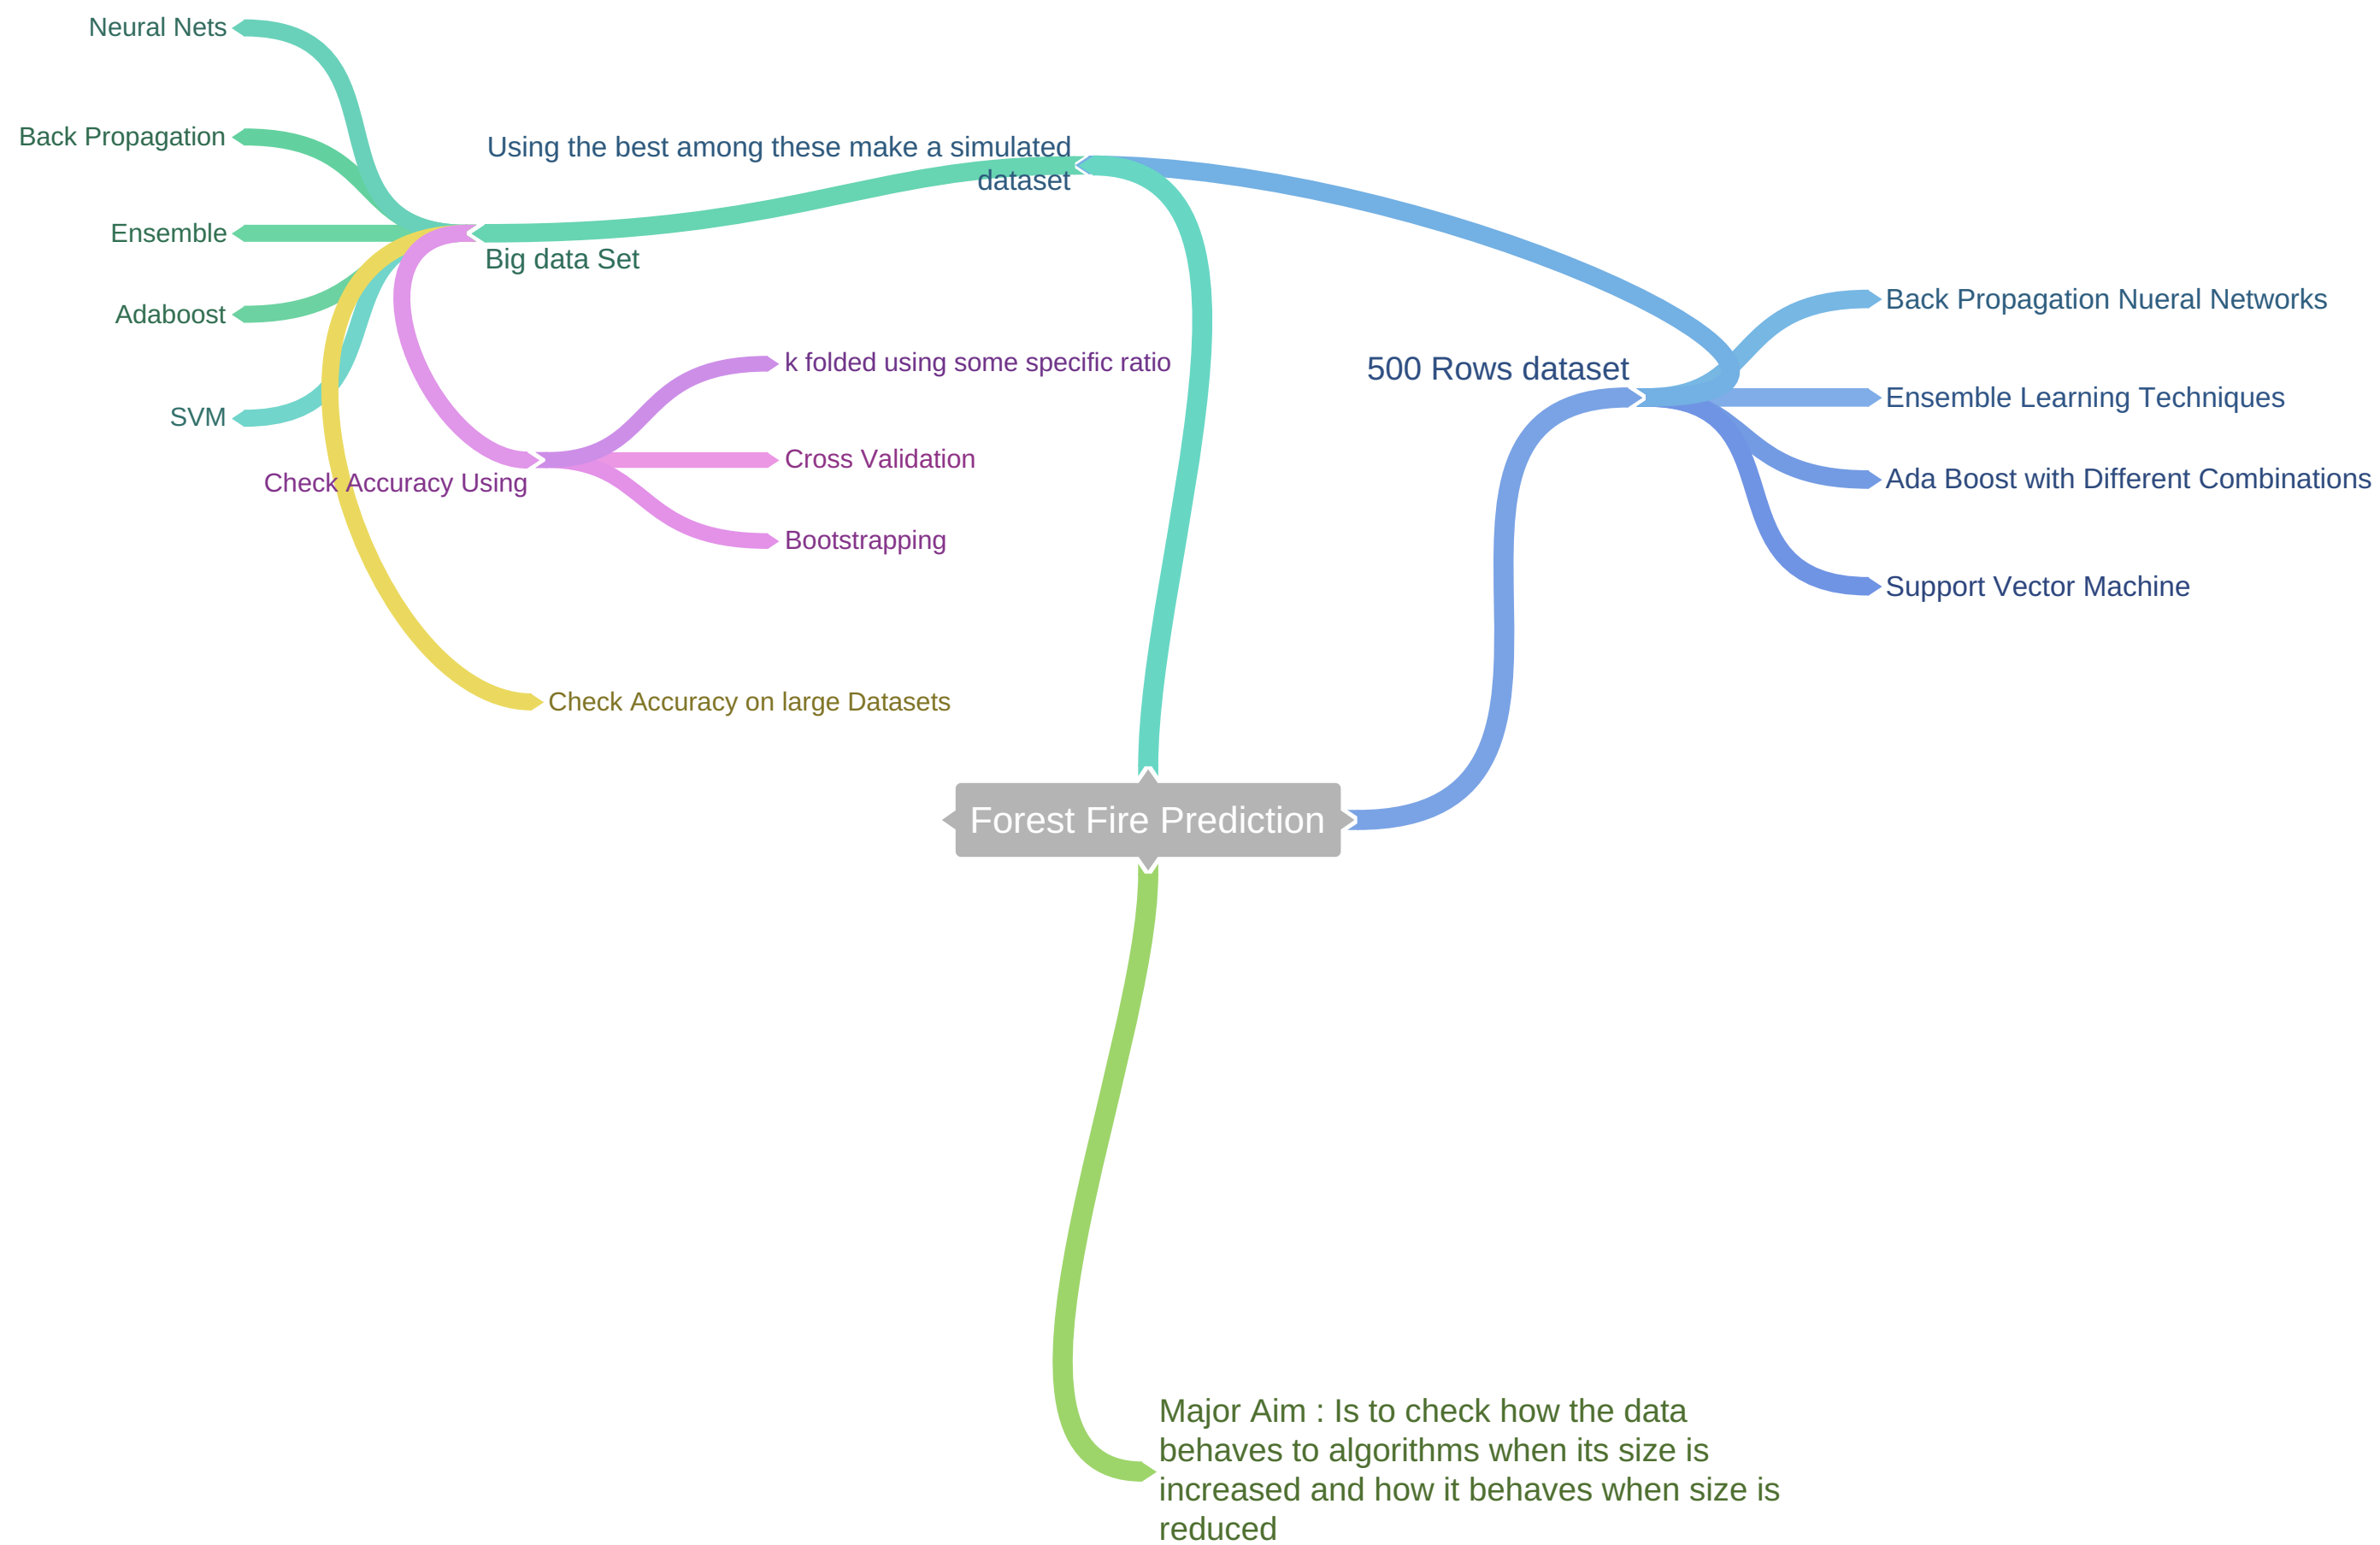 Neural Nets
Back Propagation
Ensemble
Adaboost
SVM
Using the best among these make a simulated
dataset
Big data Set
k folded using some specific ratio
Cross Validation
Check Accuracy Using
Bootstrapping
Check Accuracy on large Datasets
500 Rows dataset
Back Propagation Nueral Networks
Ensemble Learning Techniques
Ada Boost with Different Combinations
Support Vector Machine
Forest Fire Prediction
Major Aim : Is to check how the data
behaves to algorithms when its size is
increased and how it behaves when size is
reduced